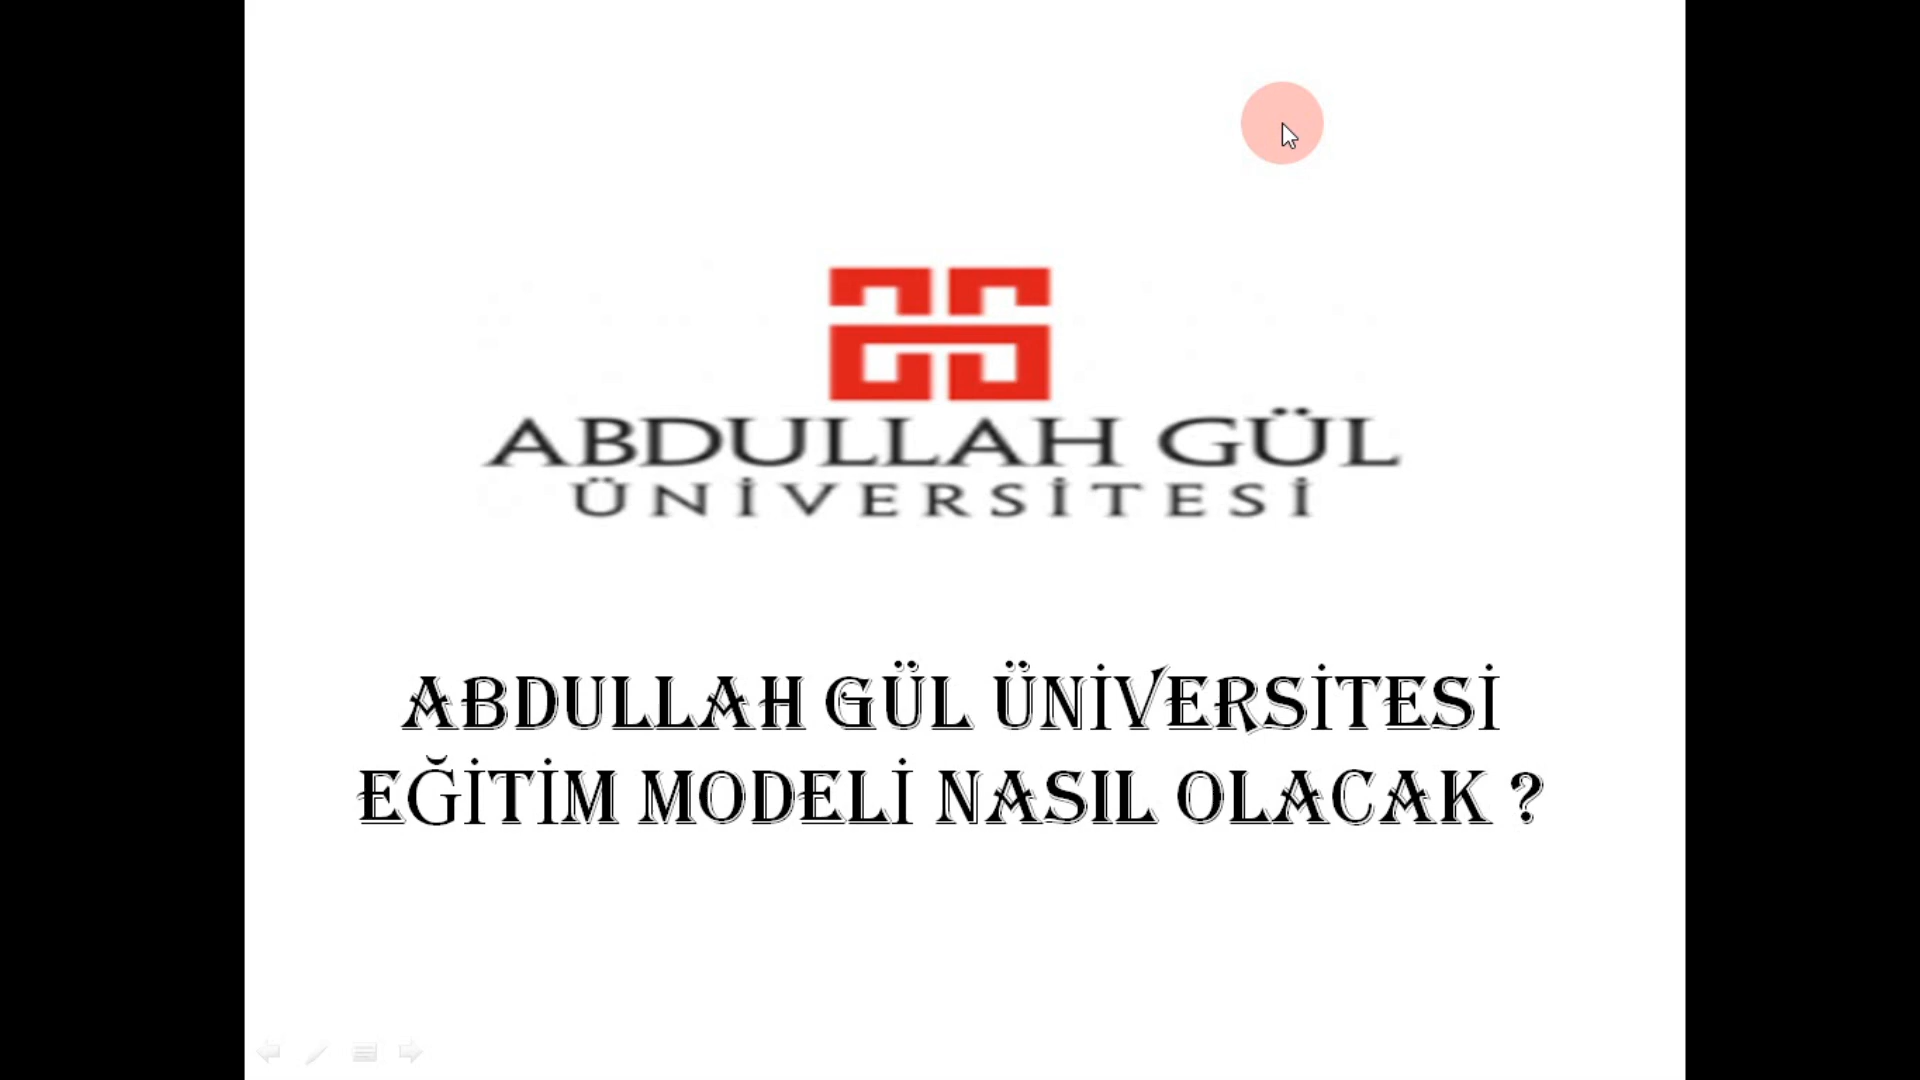 ABDULLAH GÜL
ÜNİVERSİTESİ
ABDULLAH GÜL ÜNİVERSİTESİ
EĞİTİM MODELİ NASIL OLACAK ?